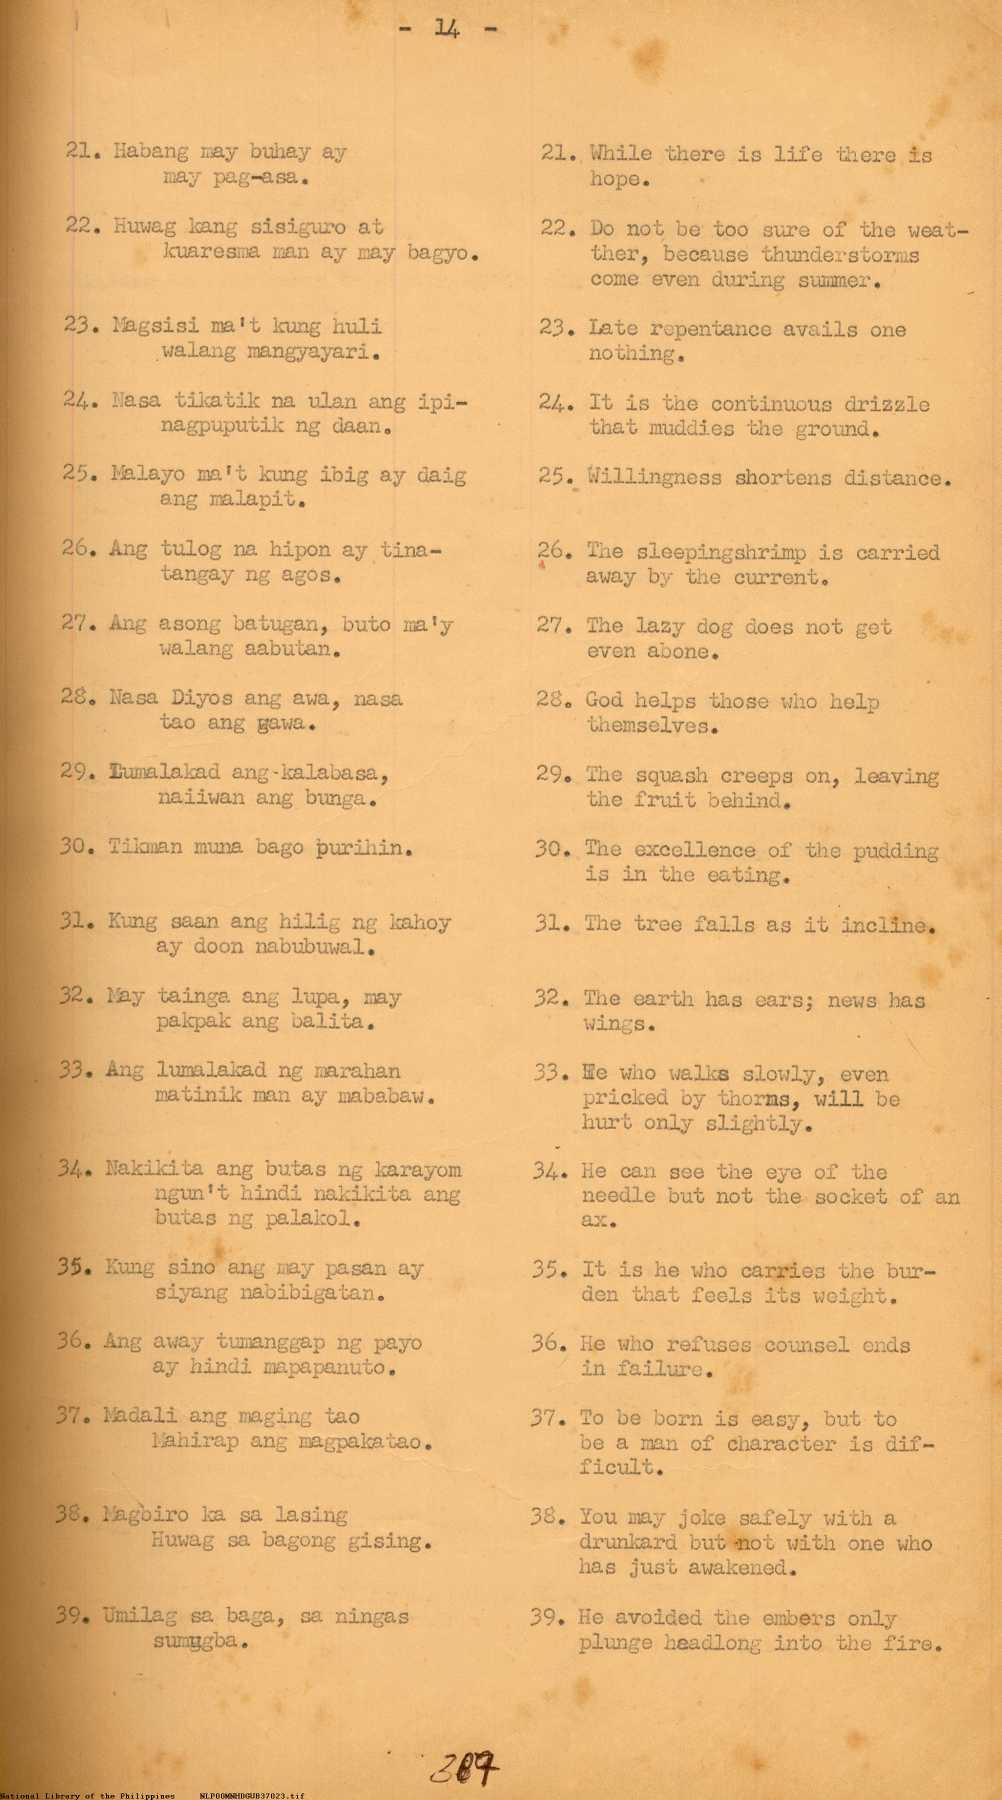 - 14 -
21. Habang may buhay ay
may pag-asa.
22. Huwag kang sisiguro at
kuaresma man ay may bagyo.
23. Magsisi ma't kung huli
walang mangyayari.
24. Nasa tikatik na ulan ang ipi-
nagpuputik ng daan.
25. Malayo ma't kung ibig ay daig
ang malapit.
26. Ang tulog na hipon ay tina-
tangay ng agos.
27. Ang asong batugan, buto ma'y
walang aabutan.
28. Nasa Diyos ang awa, nasa
tao ang gawa.
29. Lumalakad ang-kalabasa,
naiiwan ang bunga.
30. Tikman muna bago purihin.
31. Kung saan ang hilig ng kahoy
ay doon nabubuwal.
32. May tainga ang lupa, may
pakpak ang balita.
33. Ang lumalakad ng marahan
matinik man ay mababaw.
34. Nakikita ang butas ng karayom
ngun't hindi nakikita ang
butas ng palakol.
35. Kung sino ang may pasan ay
siyang nabibigatan.
36. Ang away tumanggap ng payo
ay hindi mapapanuto.
37. Madali ang maging tao
Mahirap ang magpakatao.
38. Magbiro ka sa lasing
Huwag sa bagong gising.
39. Umilag sa baga, sa ningas
sumugba.
21. While there is life there is
hope.
22. Do not be too sure of the weat-
ther, because thunderstorms
come even during summer.
23. Late repentance avails one
nothing.
24. It is the continuous drizzle
that muddies the ground.
25. Willingness shortens distance.
26. The sleepingshrimp is carried
away by the current.
27. The lazy dog does not get
even abone.
28. God helps those who help
themselves.
29. The squash creeps on, leaving
the fruit behind.
30. The excellence of the pudding
is in the eating.
31. The tree falls as it incline.
32. The earth has ears; news has
wings.
33. He who walks slowly, even
pricked by thorns, will be
hurt only slightly.
34. He can see the eye of the
needle but not the socket of an
ax.
35. It is he who carries the bur-
den that feels its weight.
36. He who refuses counsel ends
in failure.
37. To be born is easy, but to
be a man of character is dif-
ficult.
38. You may joke safely with a
drunkard but not with one who
has just awakened.
39. He avoided the embers only
plunge headlong into the fire.
National Library of the Philippines NLP00MNHDGUB37023.tif